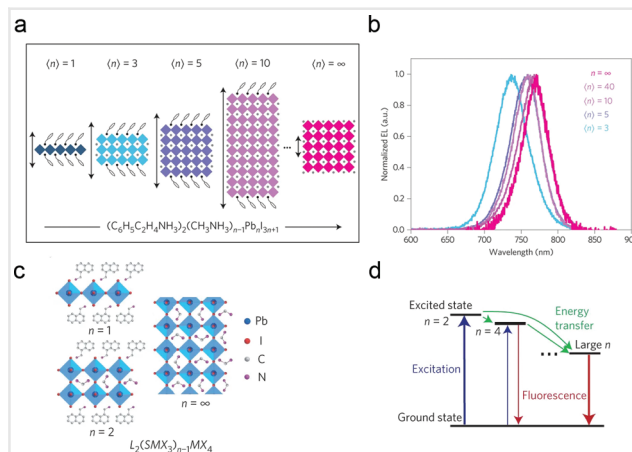 a
⟨n⟩ = 1 ⟨n⟩ = 3 ⟨n⟩ = 5 ⟨n⟩ = 10 ⟨n⟩ = ∞
...
(C₆H₅C₂H₄NH₃)₂(CH₃NH₃)ₙ₋₁PbₙI₃ₙ₊₁
b
Normalized EL (a.u.)
1.0
0.8
0.6
0.4
0.2
0.0
n = ∞
⟨n⟩ = 40
⟨n⟩ = 10
⟨n⟩ = 5
⟨n⟩ = 3
600 650 700 750 800 850 900
Wavelength (nm)
c
n = 1
n = 2
n = ∞
Pb
I
C
N
L₂(SMX₃)ₙ₋₁MX₄
d
Excited state
n = 2
n = 4
Energy
transfer
...
Large n
Excitation
Fluorescence
Ground state